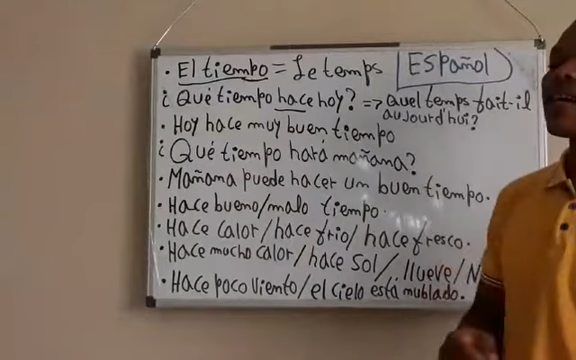 • El tiempo = Le temps Español
¿Qué tiempo hace hoy? => Quel temps fait-il
aujourd'hui?
• Hoy hace muy buen tiempo
¿Qué tiempo hará mañana?
• Mañana puede hacer un buen tiempo.
• Hace bueno/malo tiempo.
• Hace calor/hace frio/hace fresco.
• Hace mucho calor/hace sol/, llueve/N
• Hace poco viento/el cielo está mublado.